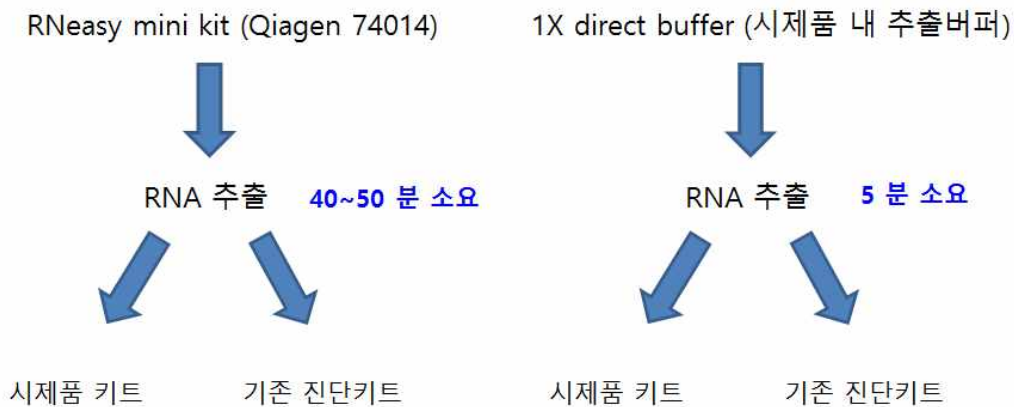 RNeasy mini kit (Qiagen 74014)
1X direct buffer (시제품 내 추출버퍼)
RNA 추출 40~50 분 소요
RNA 추출 5 분 소요
시제품 키트
기존 진단키트
시제품 키트
기존 진단키트